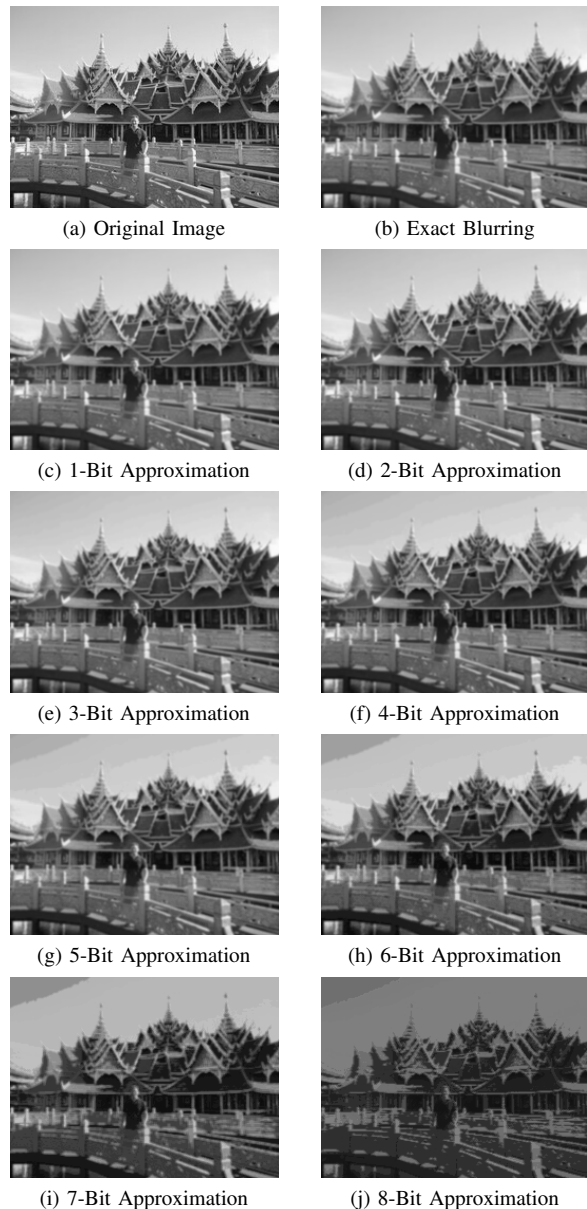 (a) Original Image
(b) Exact Blurring
(c) 1-Bit Approximation
(d) 2-Bit Approximation
(e) 3-Bit Approximation
(f) 4-Bit Approximation
(g) 5-Bit Approximation
(h) 6-Bit Approximation
(i) 7-Bit Approximation
(j) 8-Bit Approximation